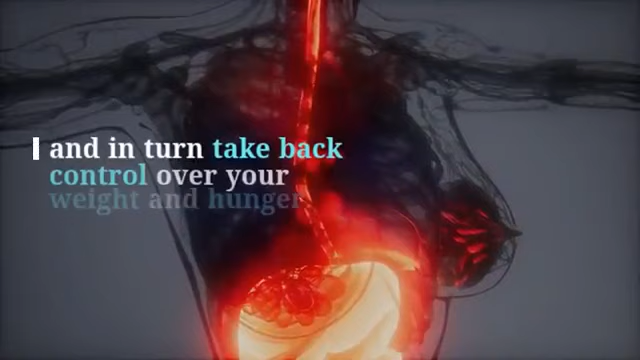 and in turn take back
control over your
weight and hunger